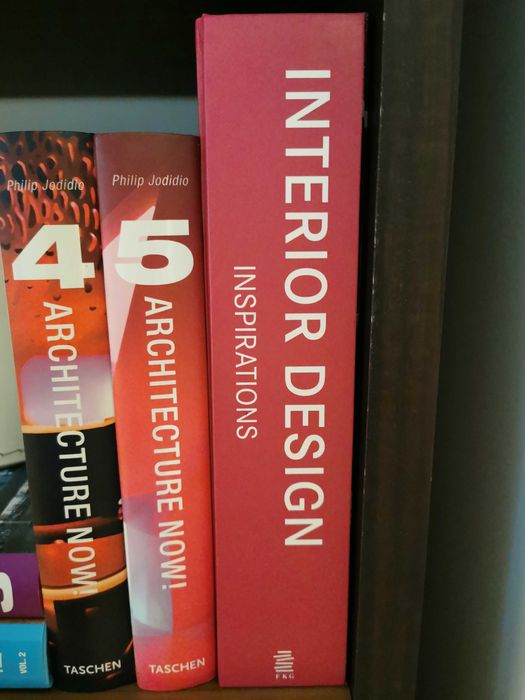 Philip Jodidio
4
ARCHITECTURE NOW!
TASCHEN
Philip Jodidio
5
ARCHITECTURE NOW!
TASCHEN
INTERIOR DESIGN
INSPIRATIONS
FKG
VOL. 2